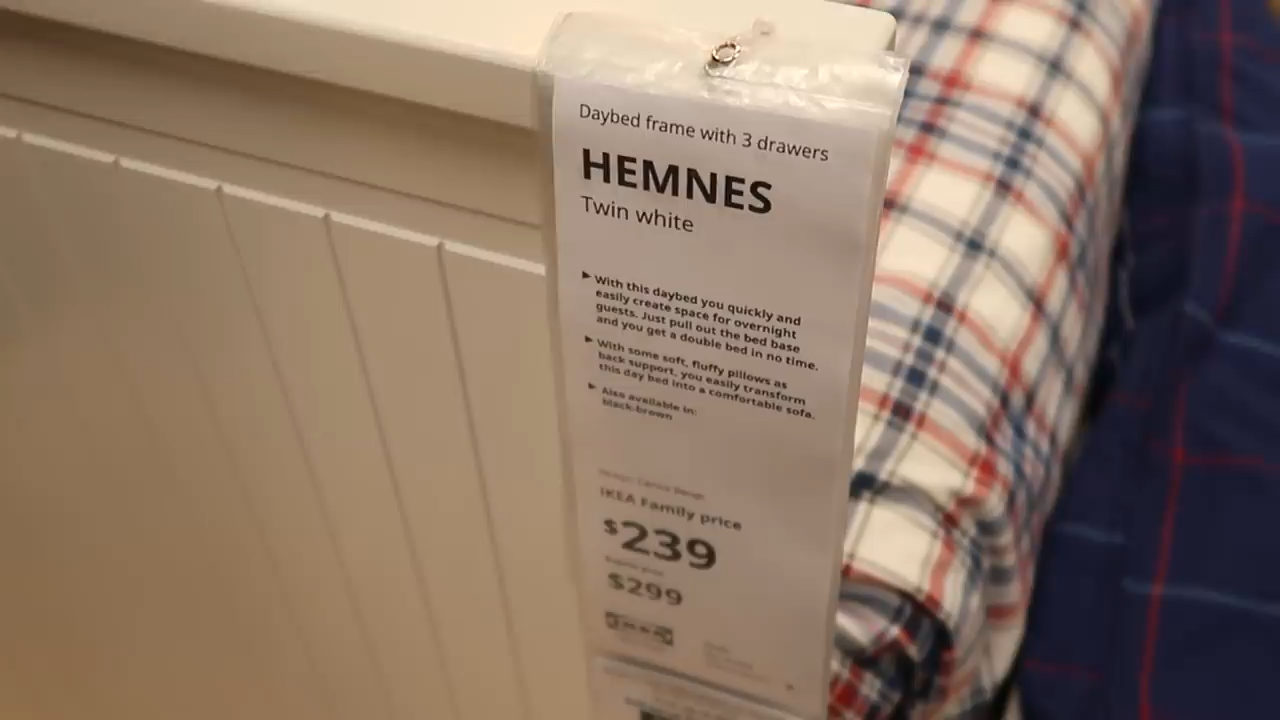 Daybed frame with 3 drawers
HEMNES
Twin white
▶ With this daybed you quickly and
easily create space for overnight
guests. Just pull out the bed base
and you get a double bed in no time.
▶ With some soft, fluffy pillows as
back support, you easily transform
this day bed into a comfortable sofa.
▶ Also available in:
black-brown
IKEA Family price
$239
Regular price
$299